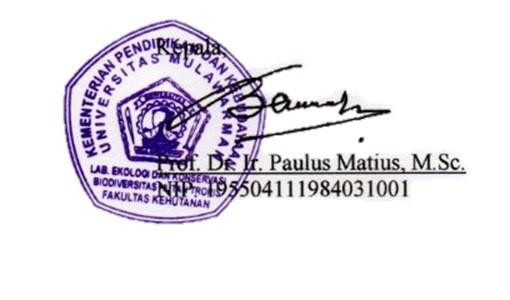 Kepala,
KEMENTERIAN PENDIDIKAN DAN KEBUDAYAAN
UNIVERSITAS MULAWARMAN
LAB. EKOLOGI DAN KONSERVASI
BIODIVERSITAS HUTAN TROPIS
FAKULTAS KEHUTANAN
Prof. Dr. Ir. Paulus Matius, M.Sc.
NIP. 195504111984031001